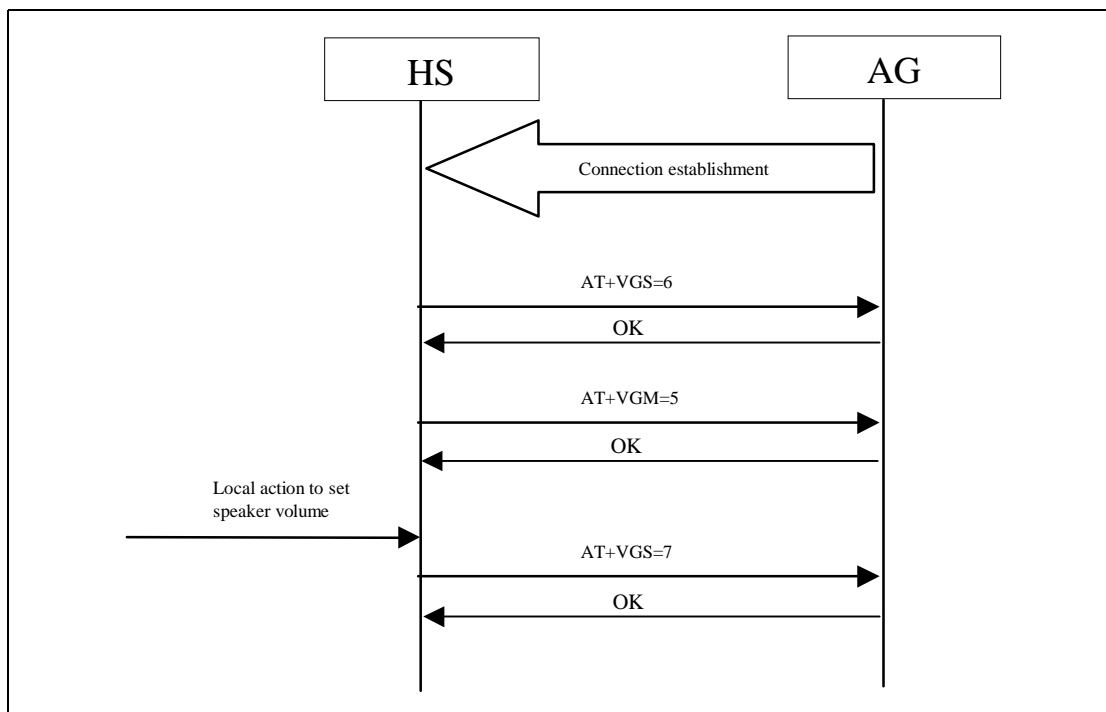 HS
AG
Connection establishment
AT+VGS=6
OK
AT+VGM=5
OK
Local action to set
speaker volume
AT+VGS=7
OK